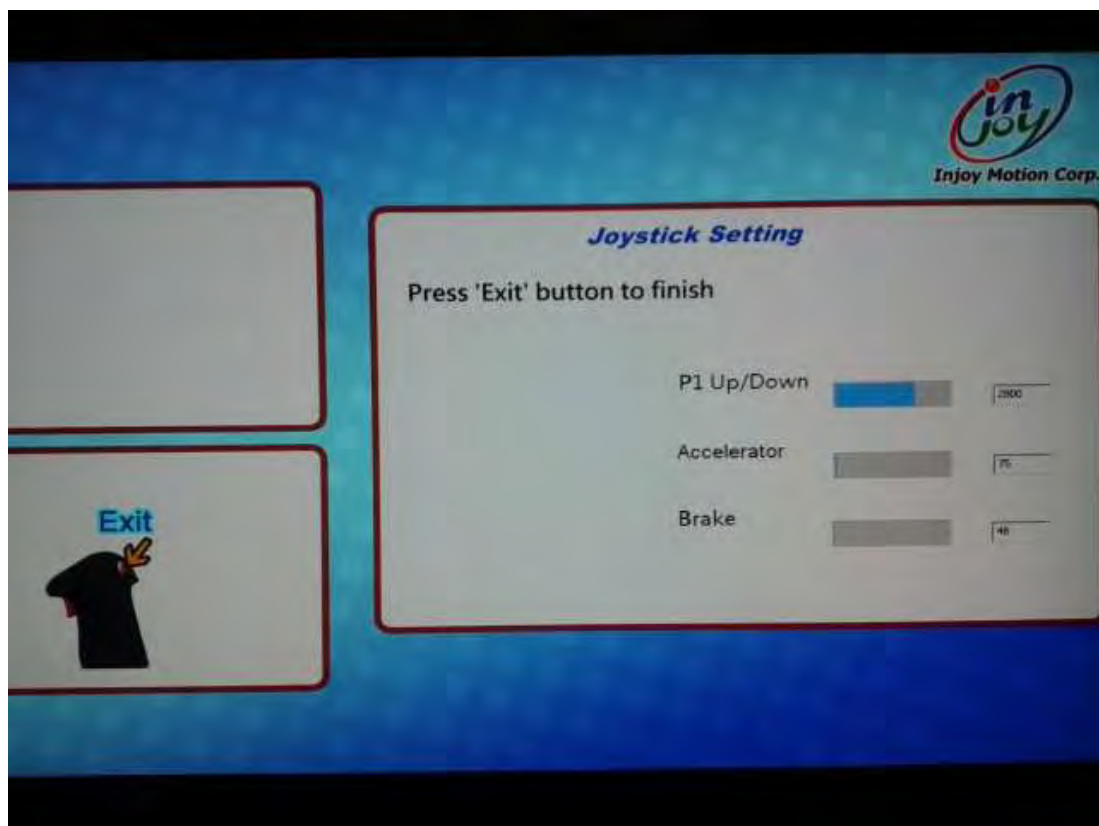 in
joy
Injoy Motion Corp.
Joystick Setting
Press 'Exit' button to finish
P1 Up/Down
2800
Accelerator
75
Brake
48
Exit